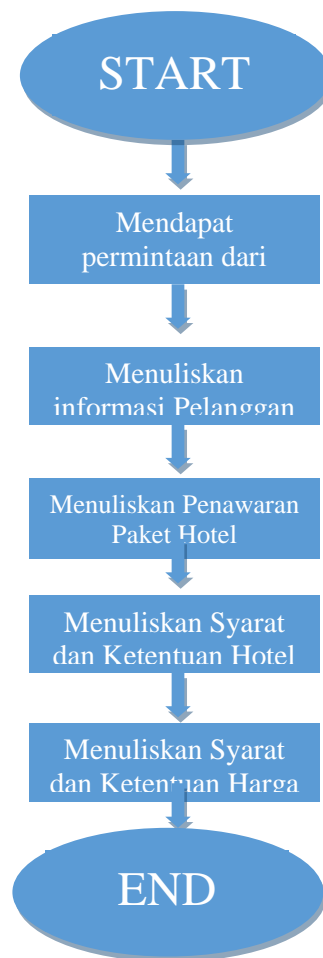 START
Mendapat
permintaan dari
Menuliskan
informasi Pelanggan
Menuliskan Penawaran
Paket Hotel
Menuliskan Syarat
dan Ketentuan Hotel
Menuliskan Syarat
dan Ketentuan Harga
END